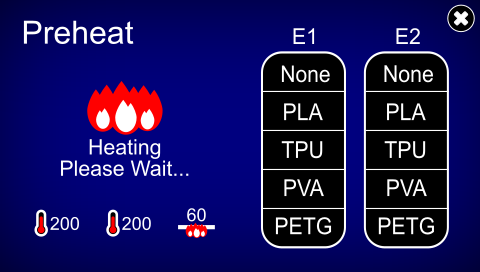 Preheat
Heating
Please Wait...
200
200
60
E1
None
PLA
TPU
PVA
PETG
E2
None
PLA
TPU
PVA
PETG